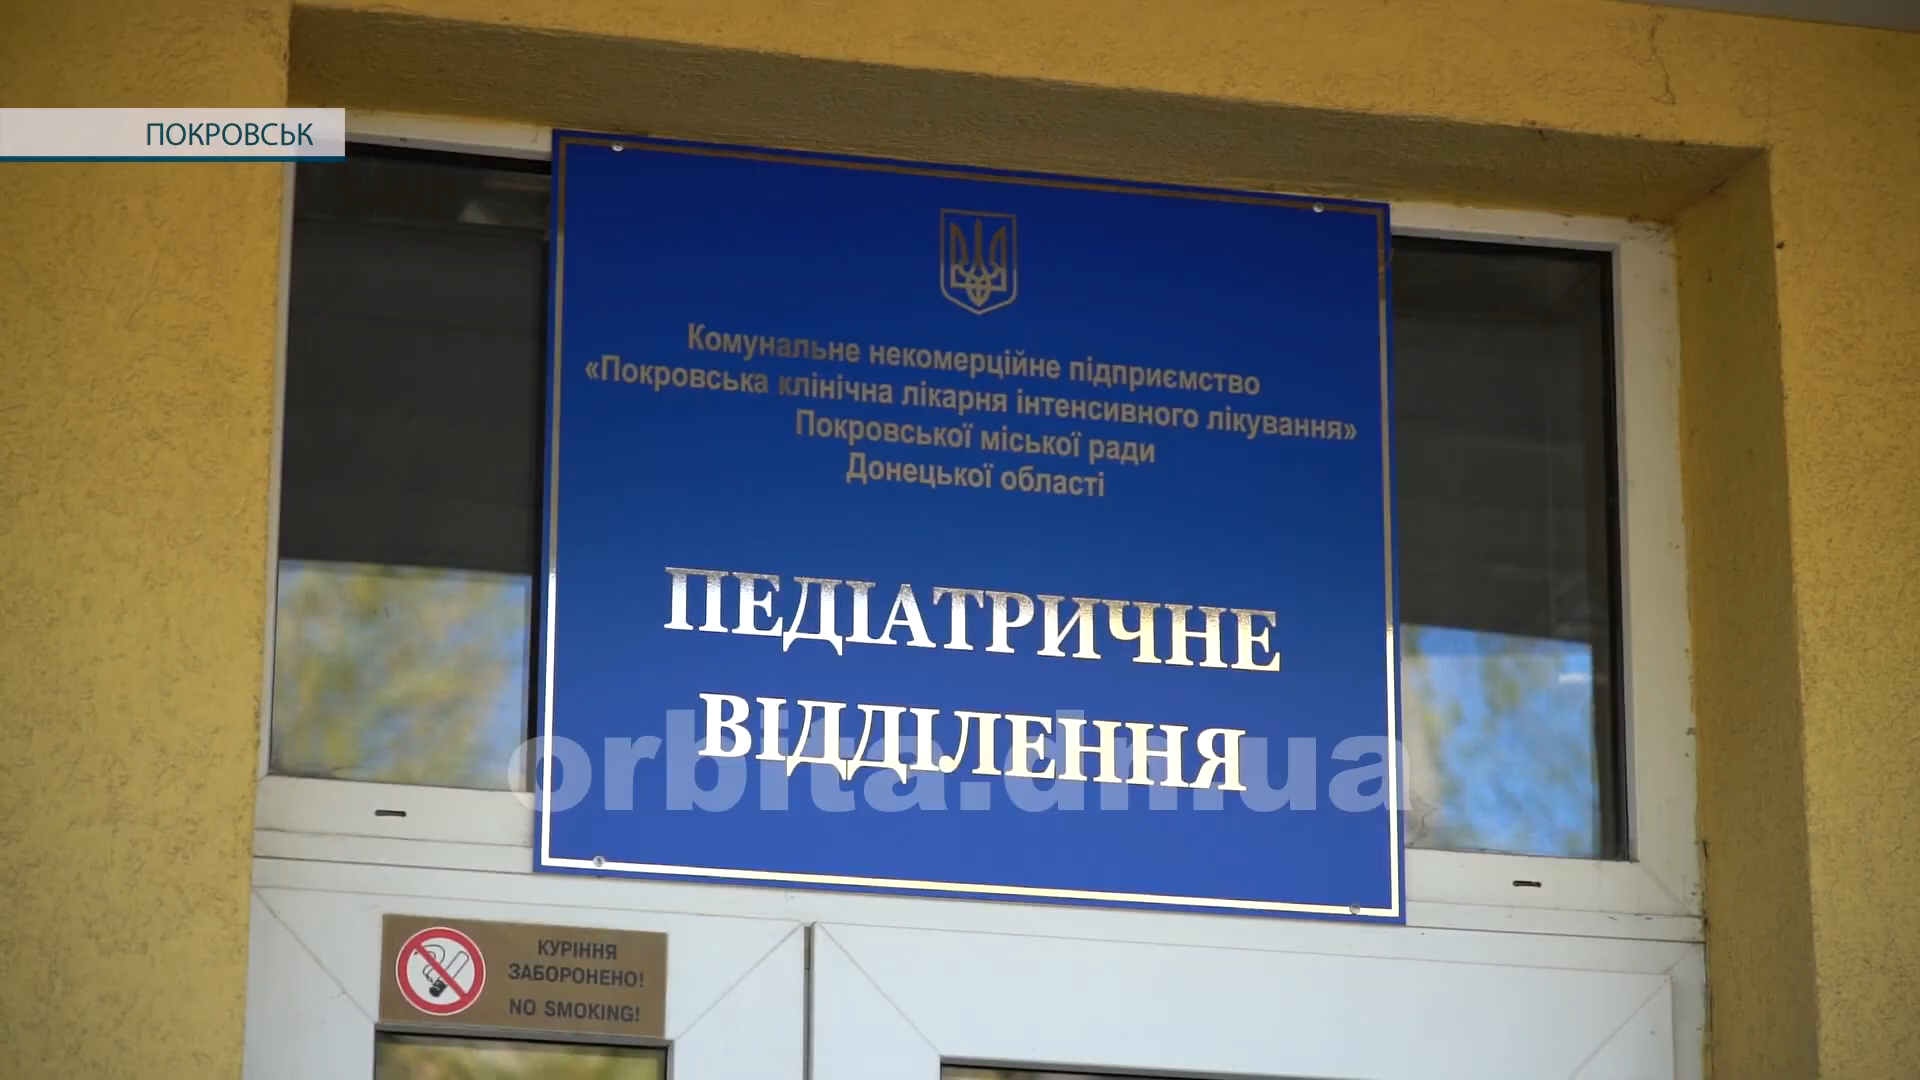 ПОКРОВСЬК
Комунальне некомерційне підприємство
«Покровська клінічна лікарня інтенсивного лікування»
Покровської міської ради
Донецької області
ПЕДІАТРИЧНЕ
ВІДДІЛЕННЯ
orbita.dn.ua
КУРІННЯ
ЗАБОРОНЕНО!
NO SMOKING!